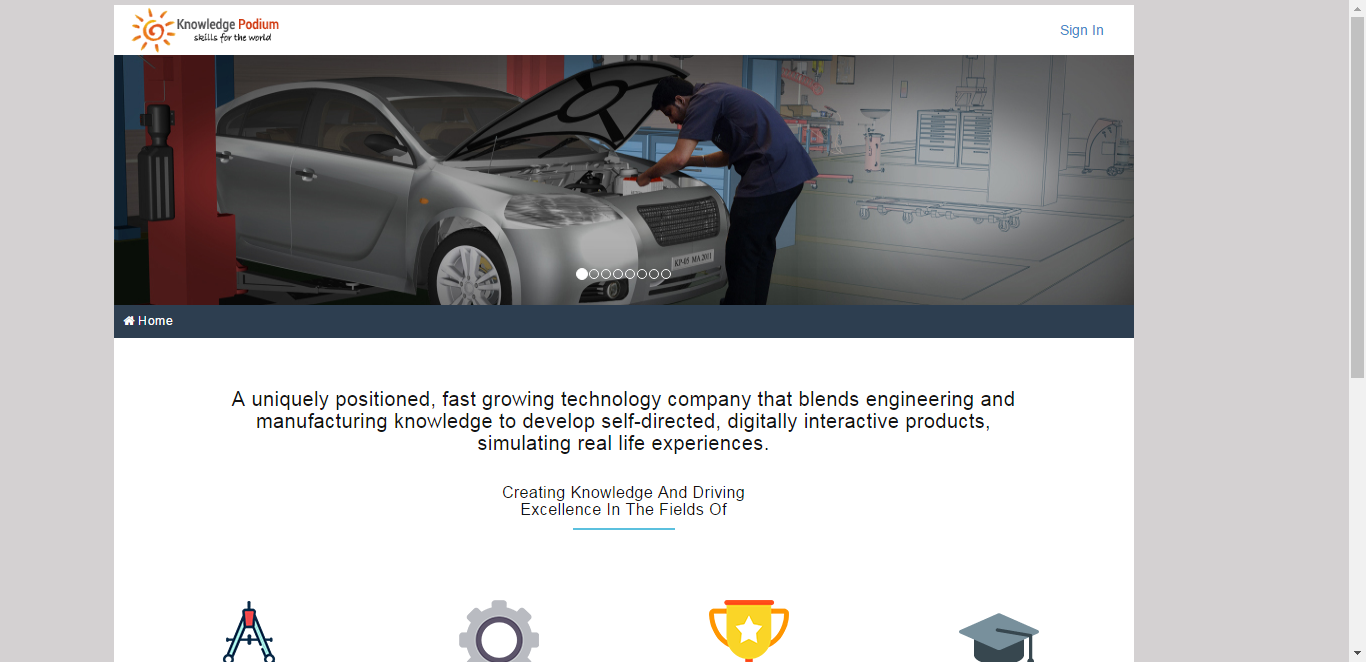 Knowledge Podium
skills for the world
Sign In
KP-05 MA 2011
Home
A uniquely positioned, fast growing technology company that blends engineering and
manufacturing knowledge to develop self-directed, digitally interactive products,
simulating real life experiences.
Creating Knowledge And Driving
Excellence In The Fields Of